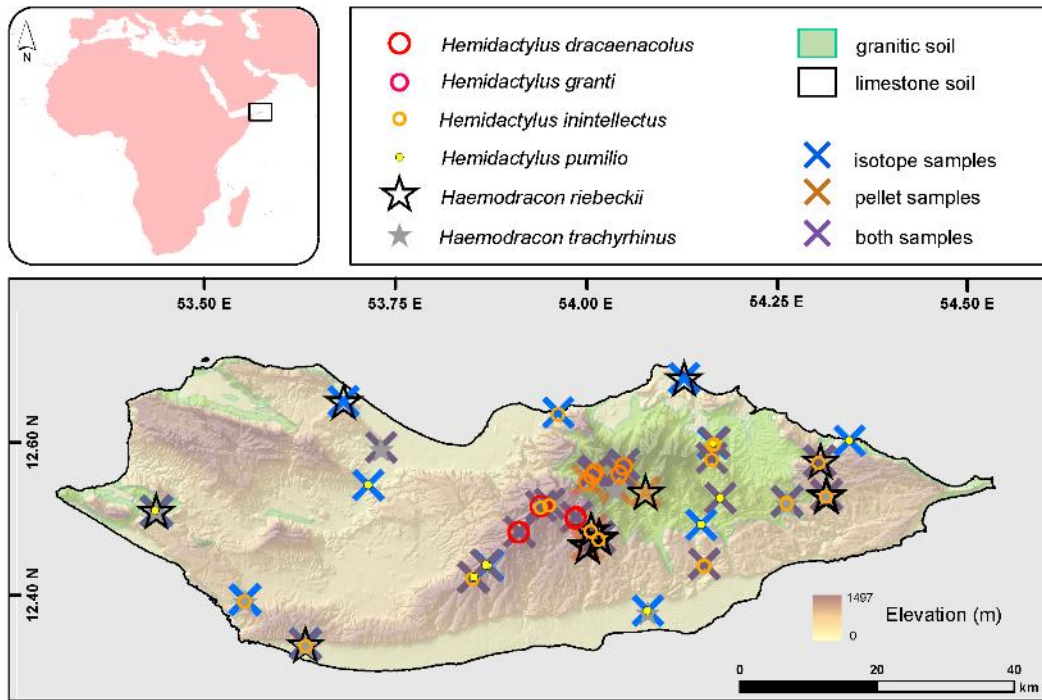 N
Hemidactylus dracaenacolus
Hemidactylus granti
Hemidactylus inintellectus
Hemidactylus pumilio
Haemodracon riebeckii
Haemodracon trachyrhinus
granitic soil
limestone soil
isotope samples
pellet samples
both samples
53.50 E 53.75 E 54.00 E 54.25 E 54.50 E
12.60 N
12.40 N
1497
0
Elevation (m)
0 20 40
km